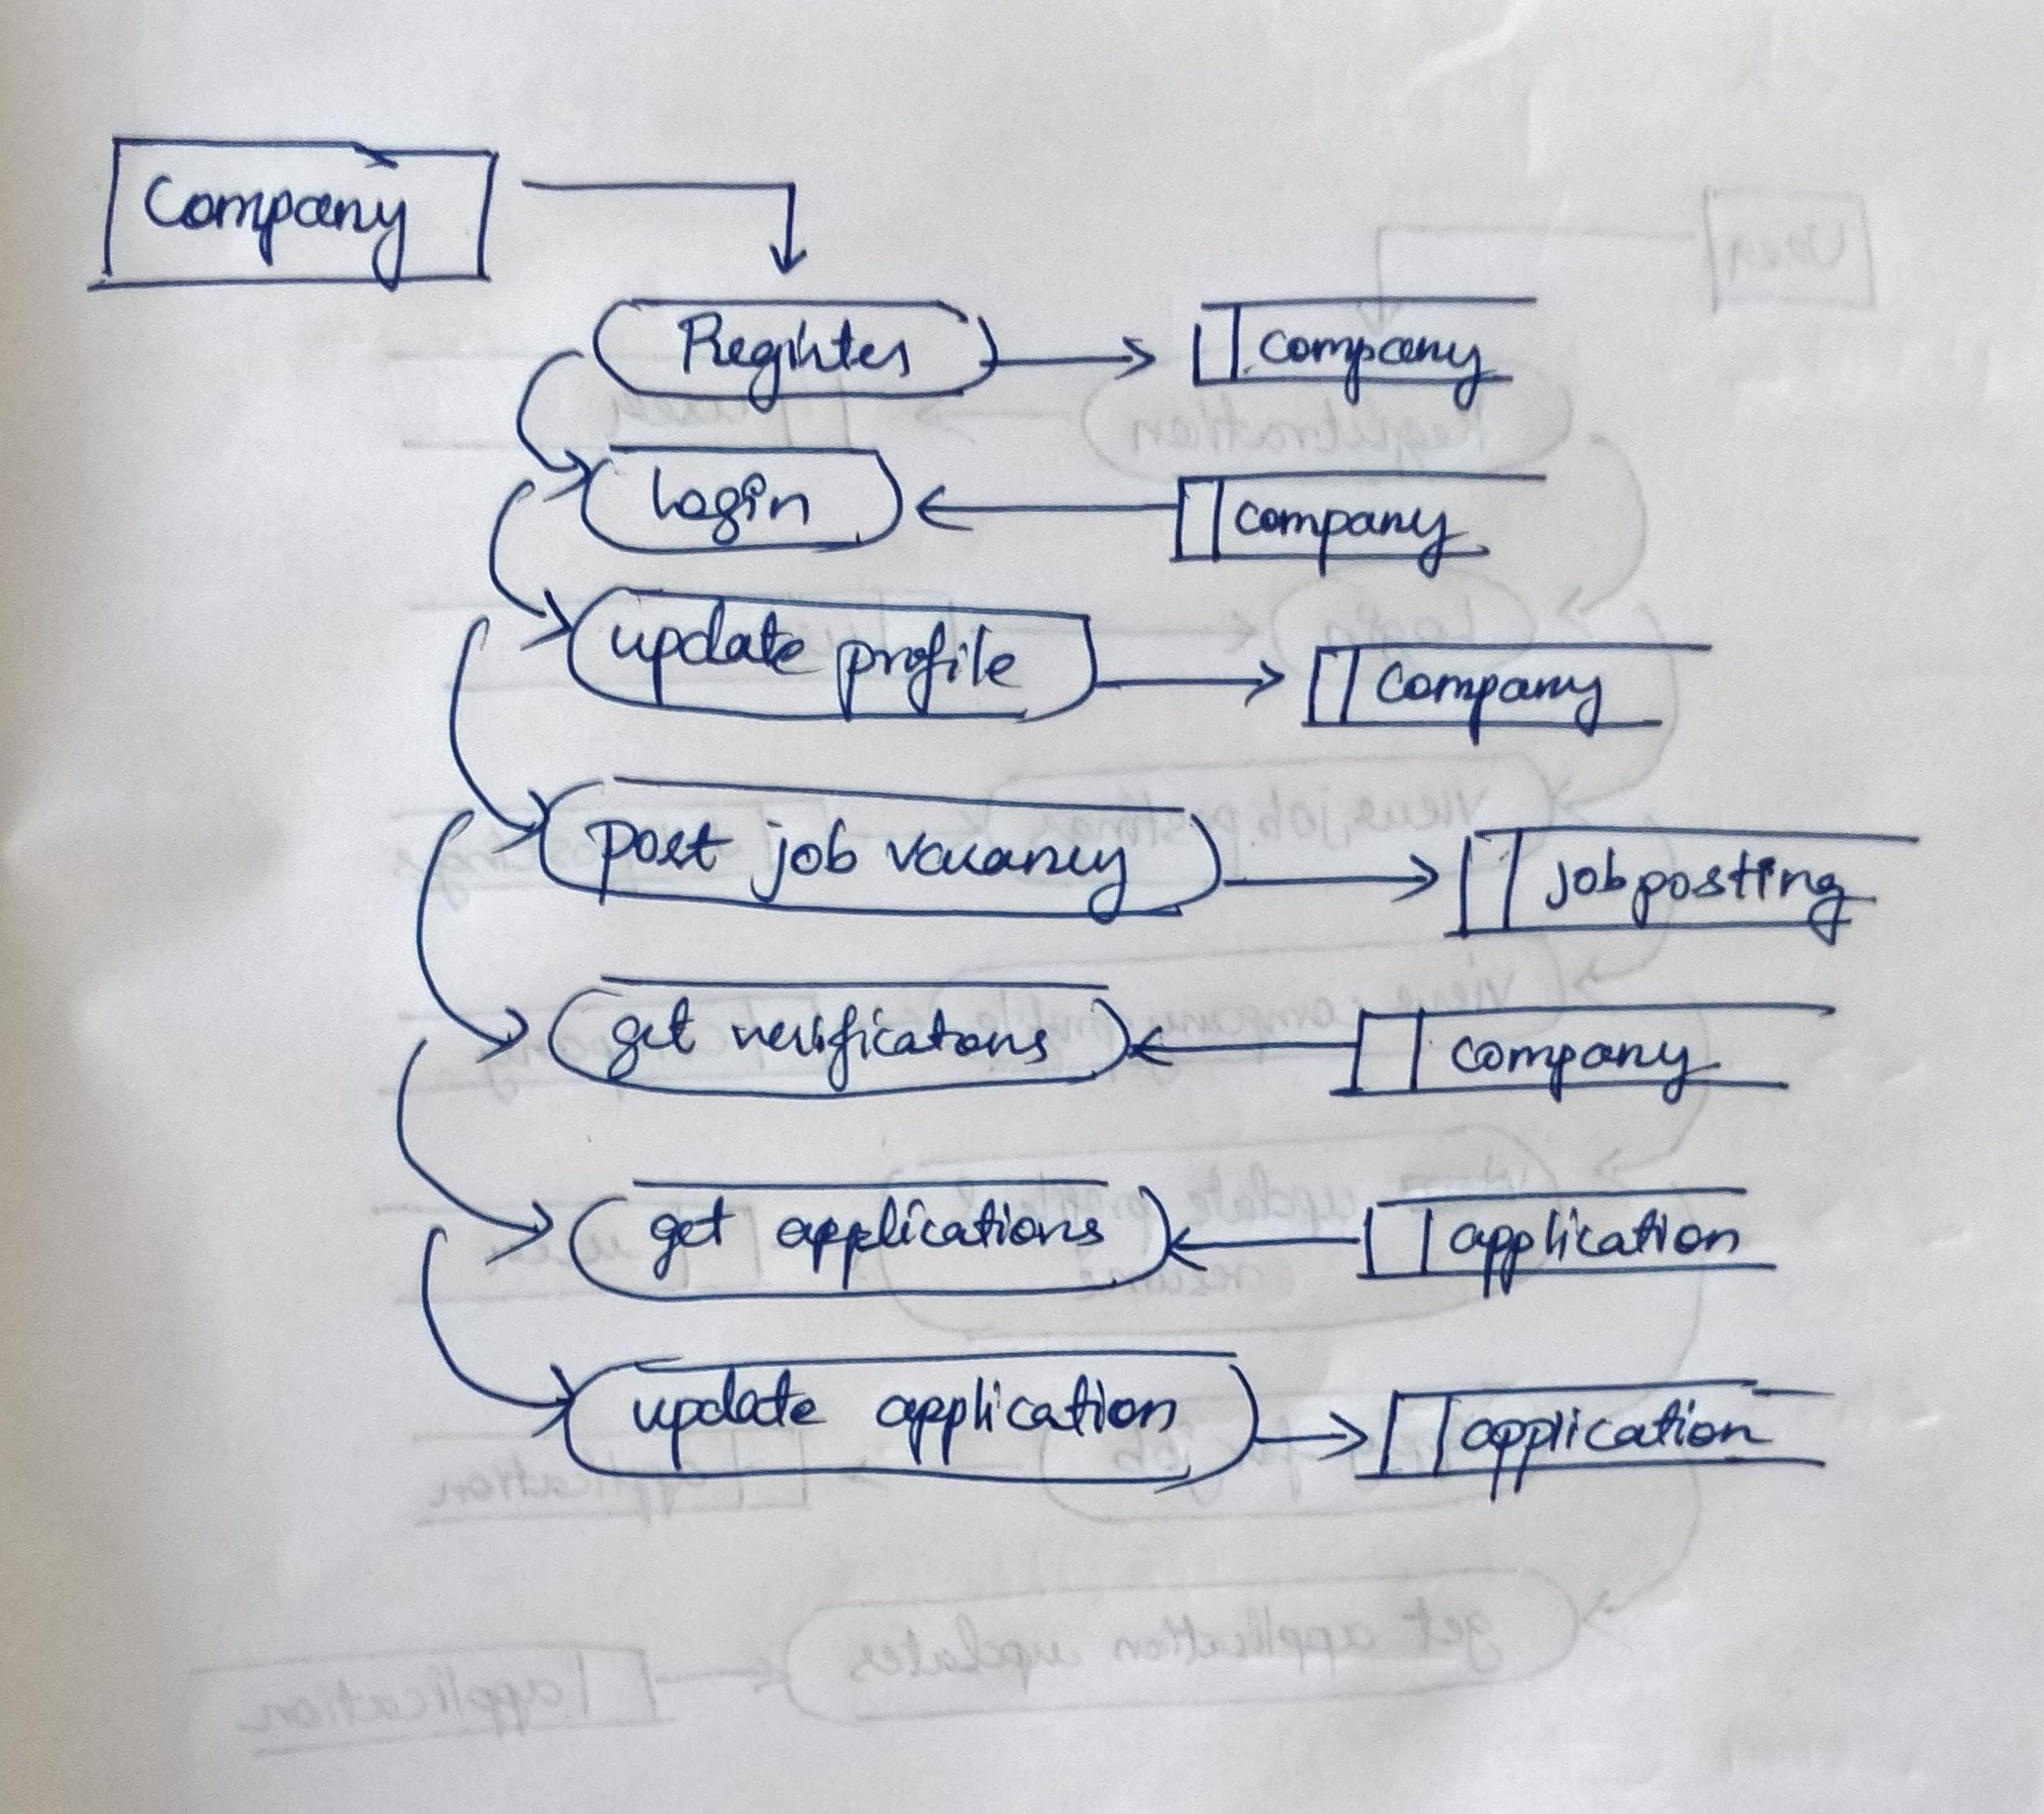 Company
Register
company
Login
company
update profile
company
post job vacancy
jobposting
get verifications
company
get applications
application
update application
application